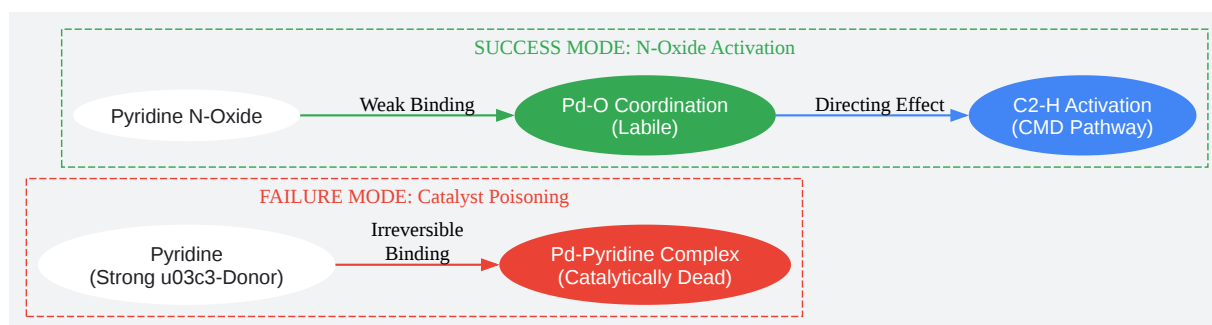 SUCCESS MODE: N-Oxide Activation
Pyridine N-Oxide
Weak Binding
Pd-O Coordination
(Labile)
Directing Effect
C2-H Activation
(CMD Pathway)
FAILURE MODE: Catalyst Poisoning
Pyridine
(Strong u03c3-Donor)
Irreversible
Binding
Pd-Pyridine Complex
(Catalytically Dead)